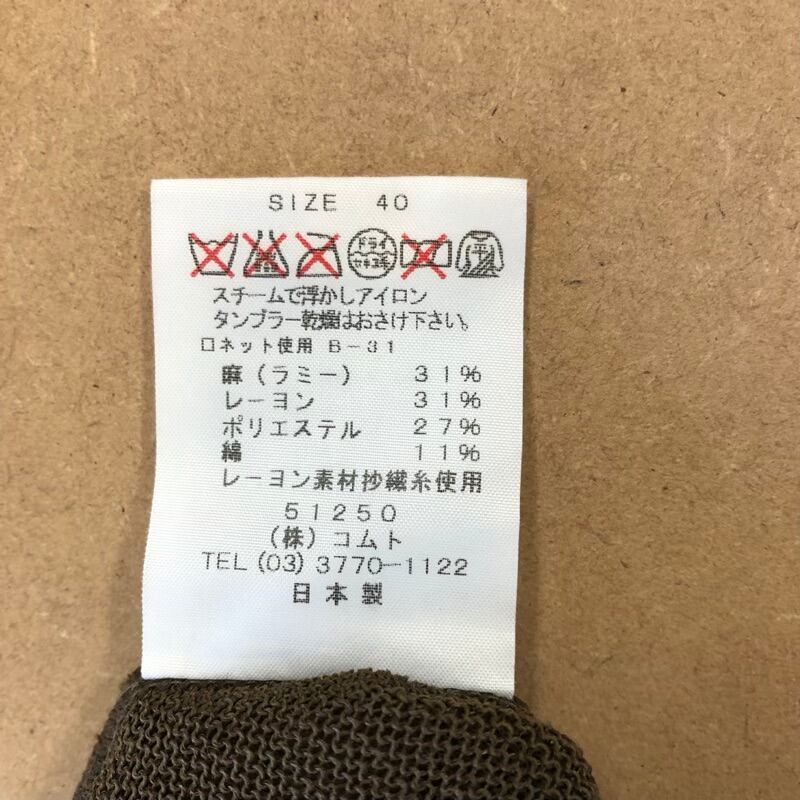 SIZE 40
ドライ
セキユ系
スチームで浮かしアイロン
タンブラー乾燥はおさけ下さい。
ロネット使用 B-31
麻(ラミー) 31%
レーヨン 31%
ポリエステル 27%
綿 11%
レーヨン素材抄繊糸使用
51250
(株)コムト
TEL(03)3770-1122
日本製